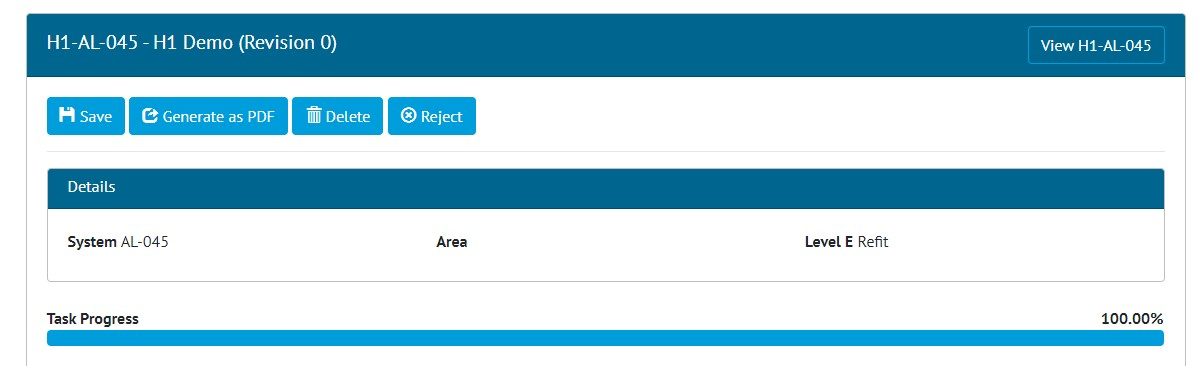 H1-AL-045 - H1 Demo (Revision 0)
View H1-AL-045
Save Generate as PDF Delete Reject
Details
System AL-045 Area Level E Refit
Task Progress 100.00%